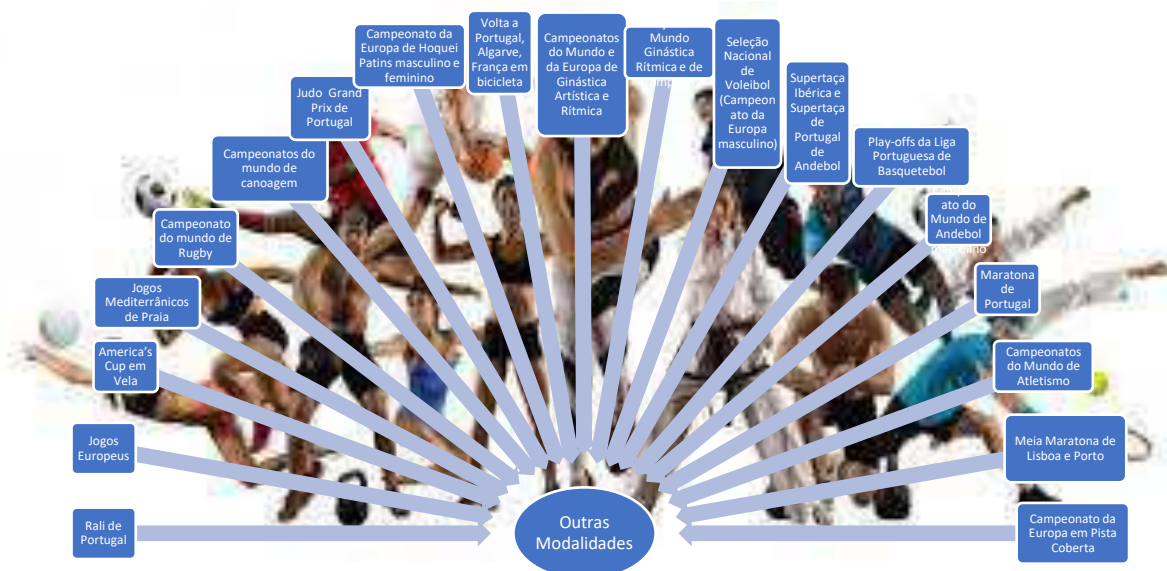 Rali de
Portugal
Jogos
Europeus
America's
Cup em
Vela
Jogos
Mediterrânicos
de Praia
Campeonato
do mundo de
Rugby
Campeonatos do
mundo de
canoagem
Judo Grand
Prix de
Portugal
Campeonato da
Europa de Hoquei
Patins masculino e
feminino
Volta a
Portugal,
Algarve,
França em
bicicleta
Campeonatos
do Mundo e
da Europa de
Ginástica
Artística e
Rítmica
Mundo
Ginástica
Rítmica e de
Seleção
Nacional
de
Voleibol
(Campeon
ato da
Europa
masculino)
Supertaça
Ibérica e
Supertaça
de
Portugal
de
Andebol
Play-offs da Liga
Portuguesa de
Basquetebol
ato do
Mundo de
Andebol
Maratona
de
Portugal
Campeonatos
do Mundo de
Atletismo
Meia Maratona de
Lisboa e Porto
Campeonato da
Europa em Pista
Coberta
Outras
Modalidades